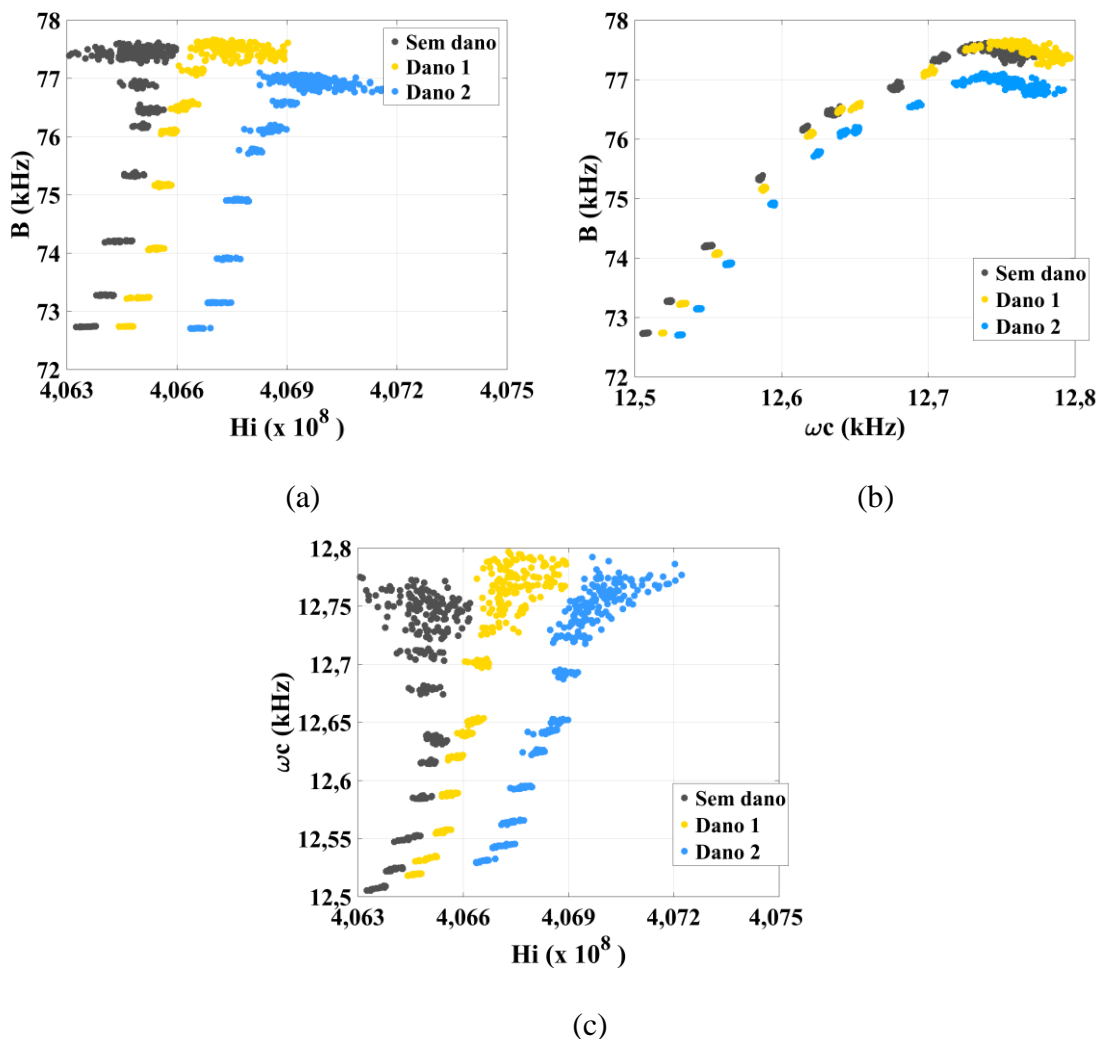 78
77
76
75
74
73
72
B (kHz)
4,063 4,066 4,069 4,072 4,075
Hi (x 10^8 )
Sem dano
Dano 1
Dano 2
(a)
78
77
76
75
74
73
72
B (kHz)
12,5 12,6 12,7 12,8
ωc (kHz)
Sem dano
Dano 1
Dano 2
(b)
12,8
12,75
12,7
12,65
12,6
12,55
12,5
ωc (kHz)
4,063 4,066 4,069 4,072 4,075
Hi (x 10^8 )
Sem dano
Dano 1
Dano 2
(c)